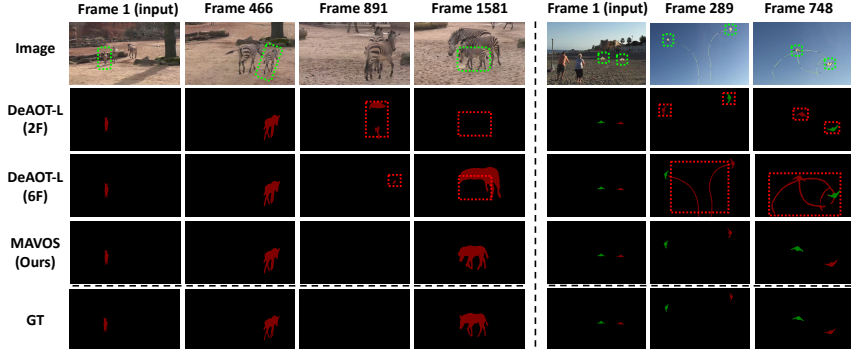 Frame 1 (input) Frame 466 Frame 891 Frame 1581 Frame 1 (input) Frame 289 Frame 748
Image
DeAOT-L
(2F)
DeAOT-L
(6F)
MAVOS
(Ours)
GT